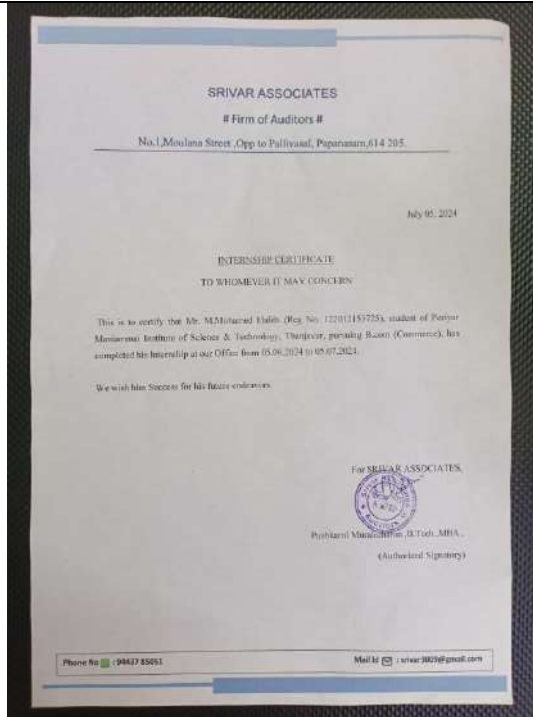 SRIVAR ASSOCIATES
# Firm of Auditors #
No.1,Moulana Street ,Opp to Pallivasal, Papanasam,614 205.
July 05, 2024
INTERNSHIP CERTIFICATE
TO WHOMEVER IT MAY CONCERN
This is to certify that Mr. M.Mohamed Habib (Reg No. 122012153725), student of Periyar
Maniammai Institute of Science & Technology, Thanjavur, pursuing B.com (Commerce), has
completed his Internship at our Office from 05.06.2024 to 05.07.2024.
We wish him Success for his future endeavors.
For SRIVAR ASSOCIATES,
B.Tech.,MBA.,
(Authorized Signatory)
Phone No : 94437 85051
Mail Id : srivar3009@gmail.com